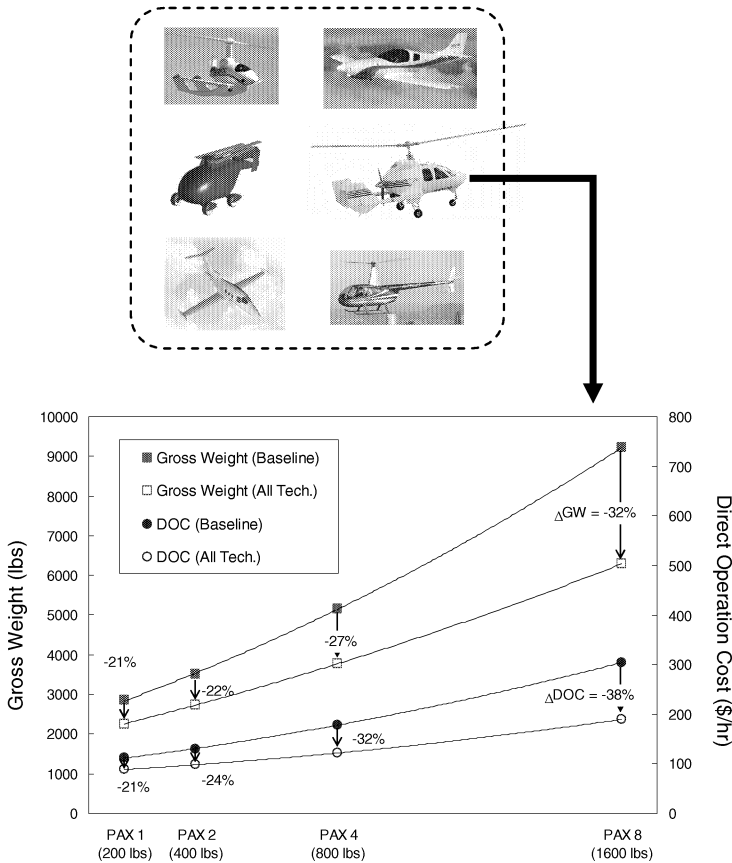 10000
9000
8000
7000
6000
5000
4000
3000
2000
1000
0
Gross Weight (lbs)
Gross Weight (Baseline)
Gross Weight (All Tech.)
DOC (Baseline)
DOC (All Tech.)
ΔGW = -32%
-27%
-21%
-22%
ΔDOC = -38%
-32%
-21%
-24%
800
700
600
500
400
300
200
100
0
Direct Operation Cost ($/hr)
PAX 1
(200 lbs)
PAX 2
(400 lbs)
PAX 4
(800 lbs)
PAX 8
(1600 lbs)